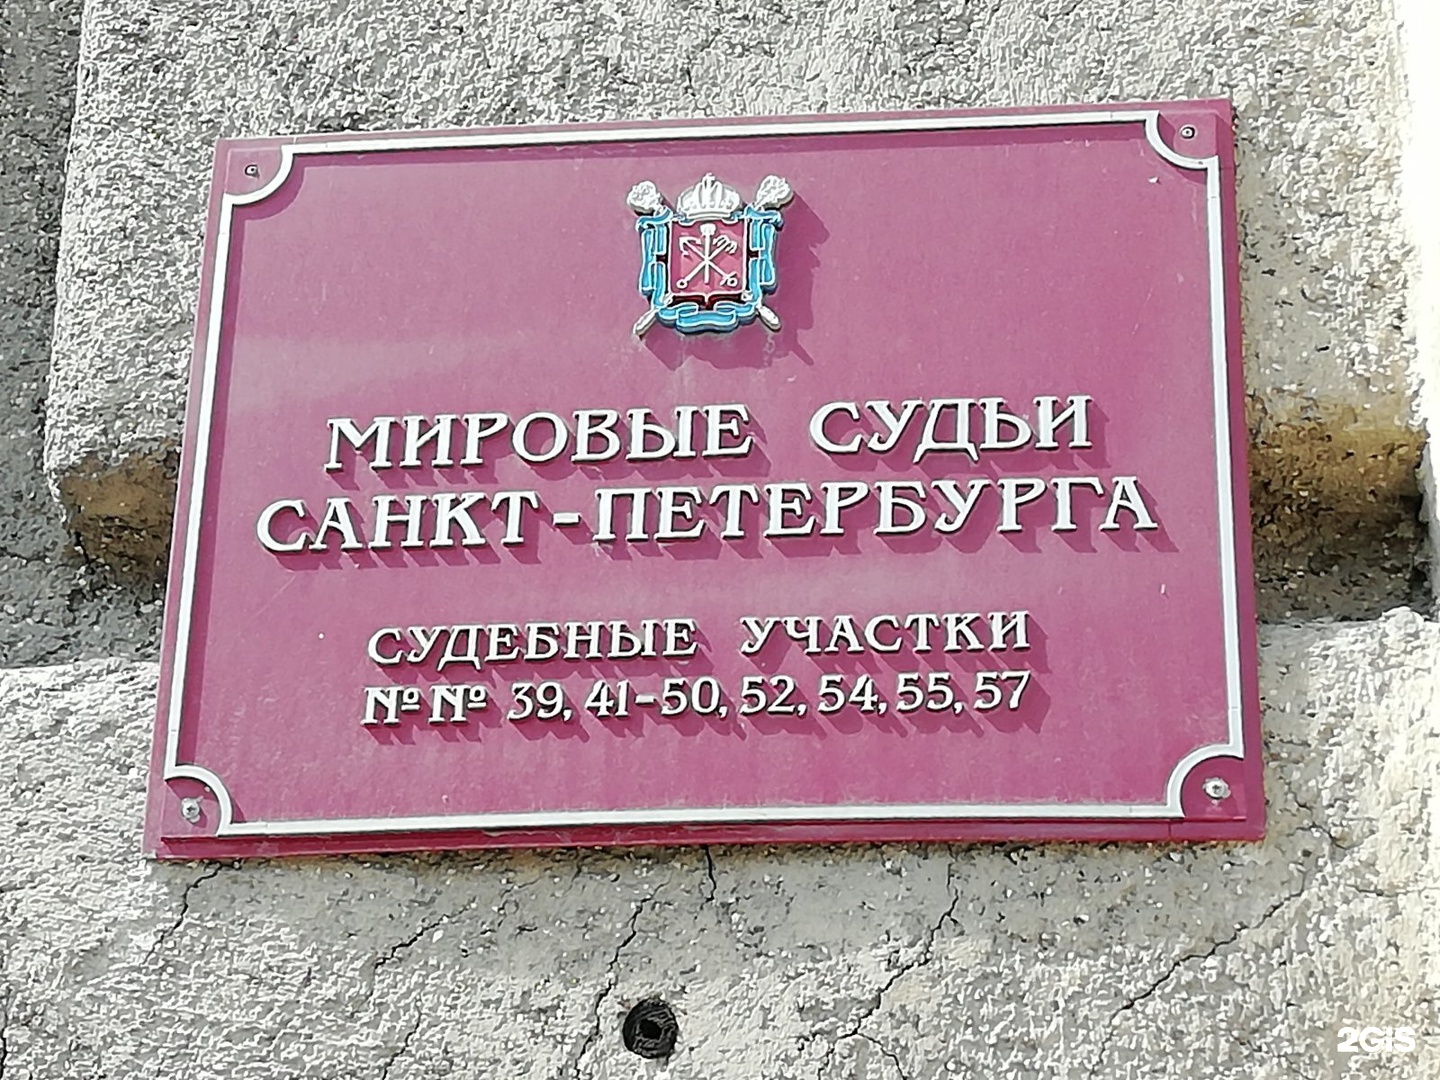 МИРОВЫЕ СУДЬИ
САНКТ-ПЕТЕРБУРГА
СУДЕБНЫЕ УЧАСТКИ
№№ 39, 41-50, 52, 54, 55, 57
2GIS